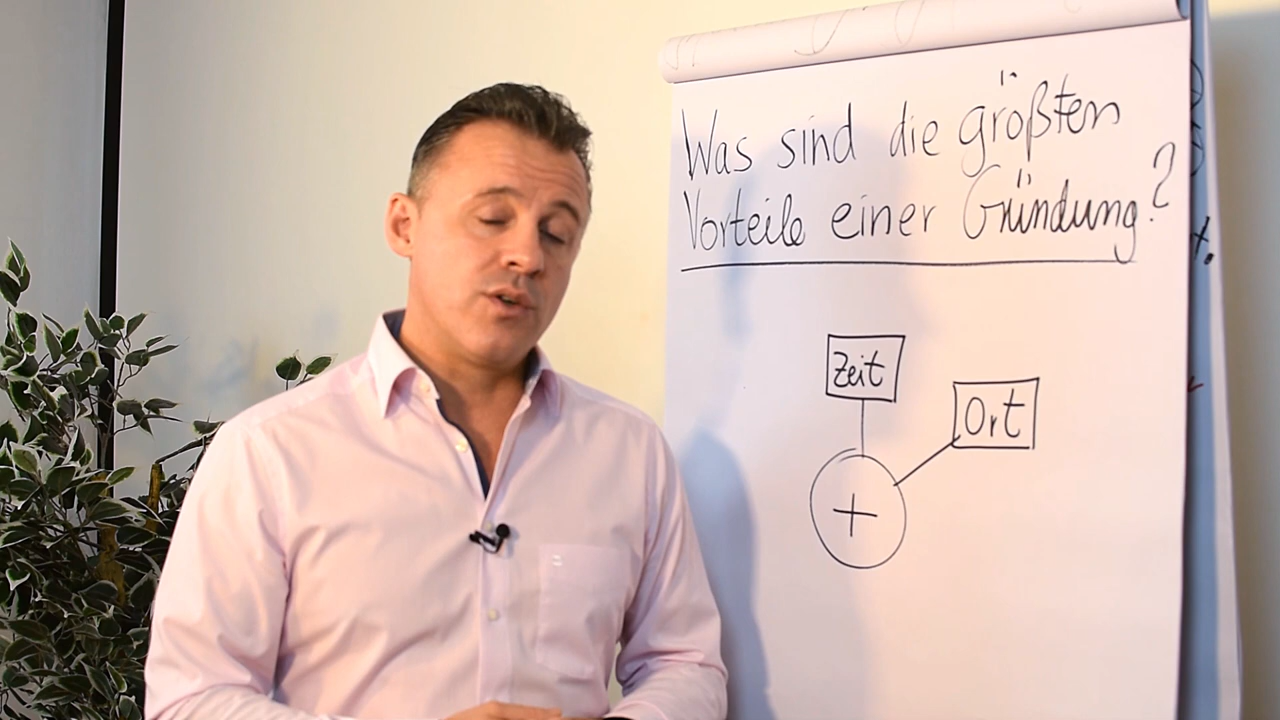 Was sind die größten
Vorteile einer Gründung?
Zeit
Ort
+